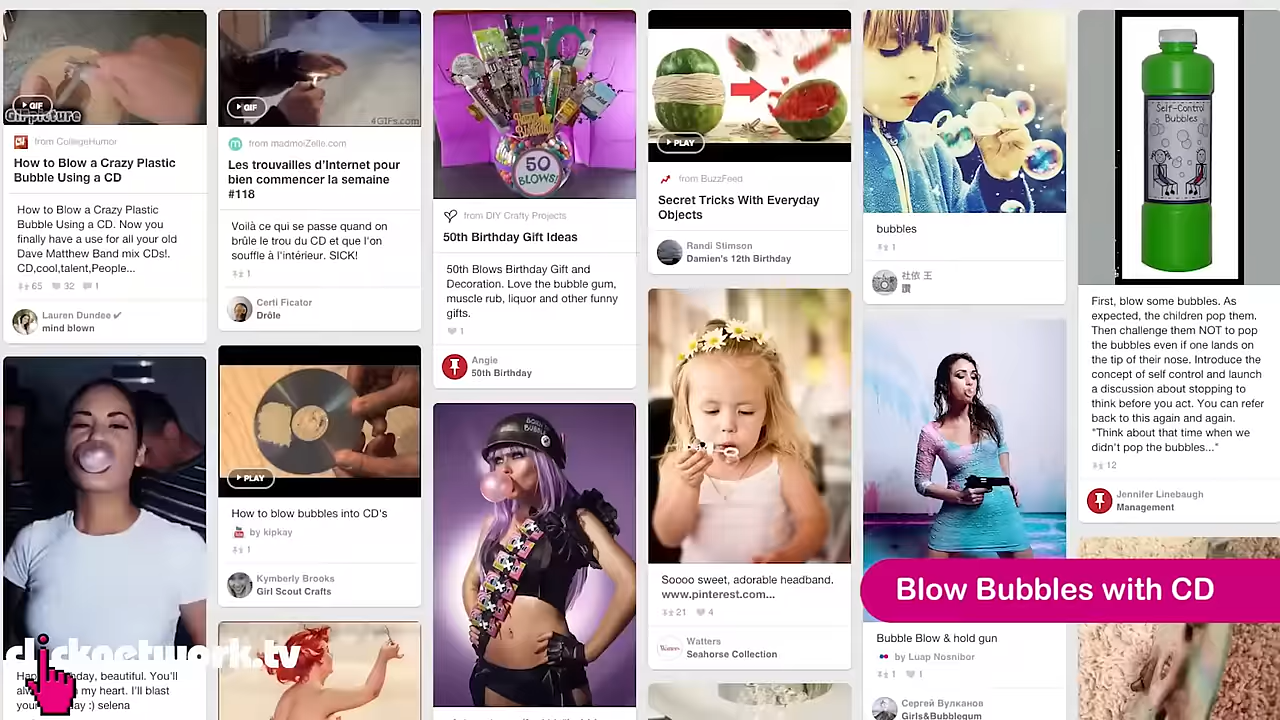 GIF
Gifpicture
from CollegeHumor
How to Blow a Crazy Plastic
Bubble Using a CD
How to Blow a Crazy Plastic
Bubble Using a CD. Now you
finally have a use for all your old
Dave Matthew Band mix CDs!.
CD,cool,talent,People...
65 32 1
Lauren Dundee ✔
mind blown
GIF
4GIFs.com
from madmoiZelle.com
Les trouvailles d'Internet pour
bien commencer la semaine
#118
Voilà ce qui se passe quand on
brûle le trou du CD et que l'on
souffle à l'intérieur. SICK!
1
Certi Ficator
Drôle
PLAY
How to blow bubbles into CD's
by kipkay
1
Kymberly Brooks
Girl Scout Crafts
50
50
BLOWS!
from DIY Crafty Projects
50th Birthday Gift Ideas
50th Blows Birthday Gift and
Decoration. Love the bubble gum,
muscle rub, liquor and other funny
gifts.
1
Angie
50th Birthday
PLAY
from BuzzFeed
Secret Tricks With Everyday
Objects
Randi Stimson
Damien's 12th Birthday
Soooo sweet, adorable headband.
www.pinterest.com...
21 4
Watters
Watters
Seahorse Collection
bubbles
1
社依 王
Bubble Blow & hold gun
by Luap Nosnibor
1 1
Сергей Вулканов
Girls&Bubblegum
Self-Control
Bubbles
First, blow some bubbles. As
expected, the children pop them.
Then challenge them NOT to pop
the bubbles even if one lands on
the tip of their nose. Introduce the
concept of self control and launch
a discussion about stopping to
think before you act. You can refer
back to this again and again.
"Think about that time when we
didn't pop the bubbles..."
12
Jennifer Linebaugh
Management
Blow Bubbles with CD
clicknetwork.tv
day, beautiful. You'll
my heart. I'll blast
:) selena